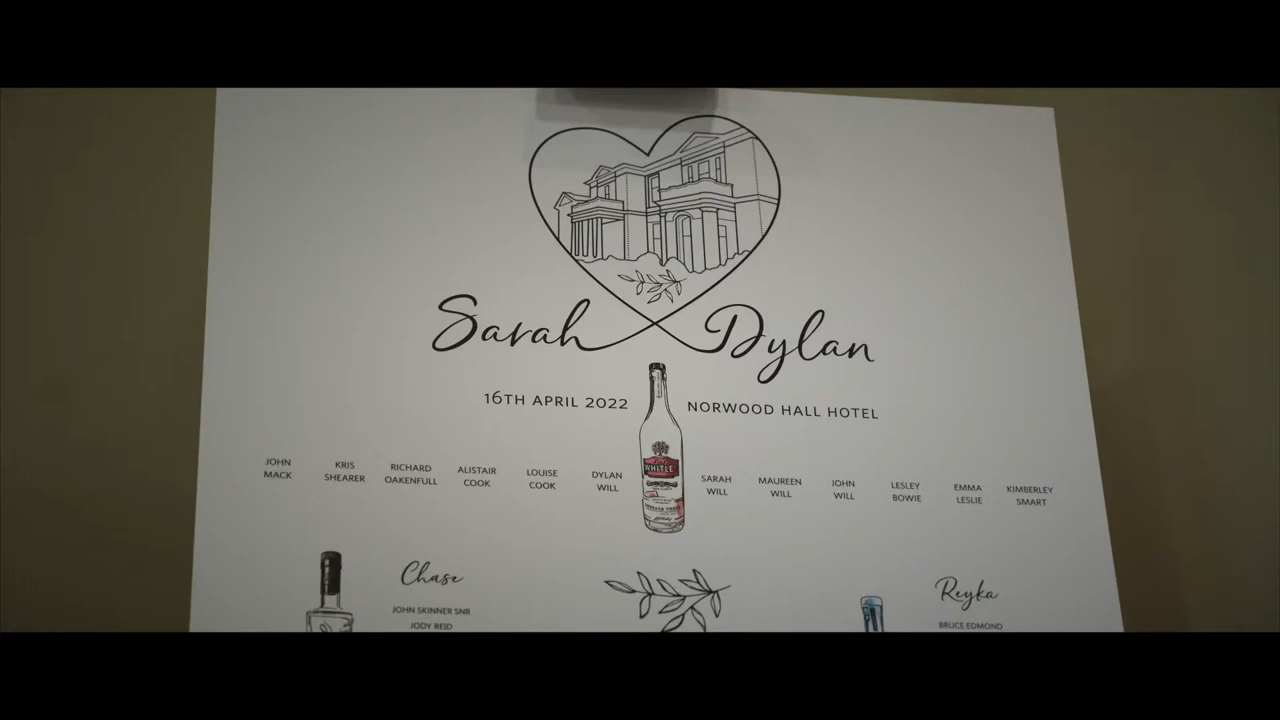 Sarah Dylan
16TH APRIL 2022 NORWOOD HALL HOTEL
JOHN MACK
KRIS SHEARER
RICHARD OAKENFULL
ALISTAIR COOK
LOUISE COOK
DYLAN WILL
WHITLE
SARAH WILL
MAUREEN WILL
JOHN WILL
LESLEY BOWIE
EMMA LESLIE
KIMBERLEY SMART
Chase
JOHN SKINNER SNR
JODY REID
Reyka
BRUCE EDMOND